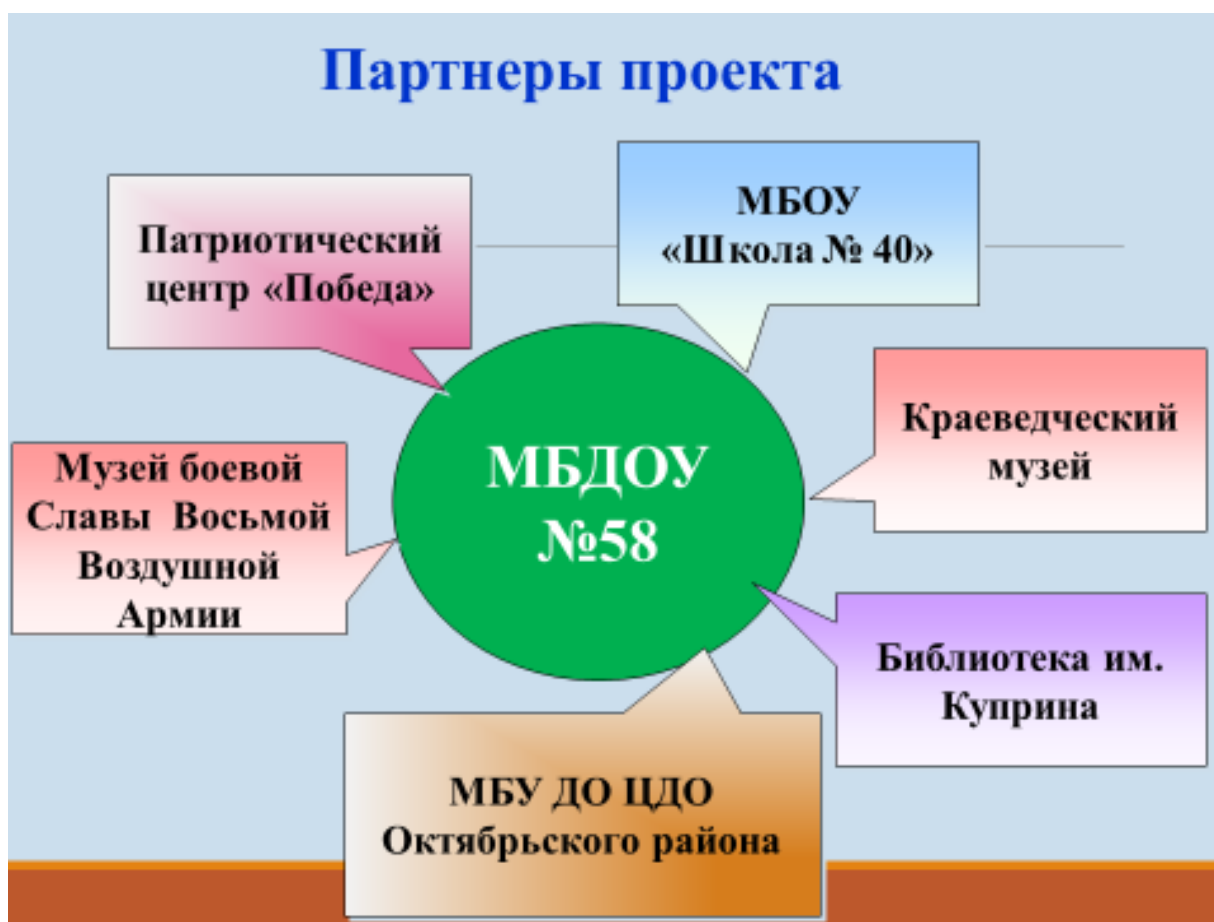 Партнеры проекта
Патриотический
центр «Победа»
МБОУ
«Школа № 40»
Краеведческий
музей
Музей боевой
Славы Восьмой
Воздушной
Армии
МБДОУ
№58
Библиотека им.
Куприна
МБУ ДО ЦДО
Октябрьского района